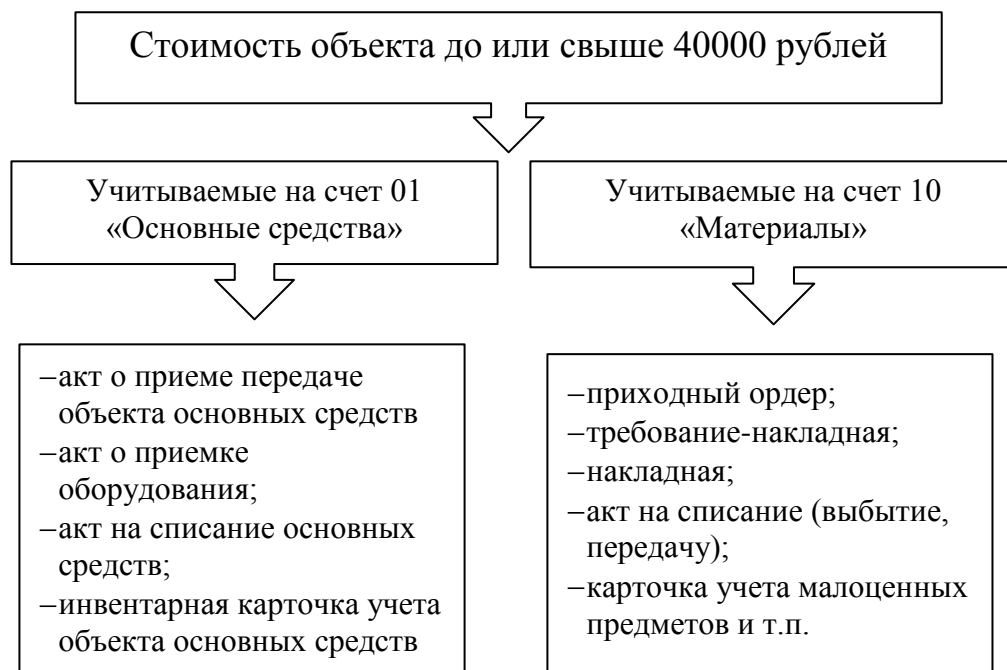 Стоимость объекта до или свыше 40000 рублей
Учитываемые на счет 01
«Основные средства»
Учитываемые на счет 10
«Материалы»
–акт о приеме передаче
объекта основных средств
–акт о приемке
оборудования;
–акт на списание основных
средств;
–инвентарная карточка учета
объекта основных средств
–приходный ордер;
–требование-накладная;
–накладная;
–акт на списание (выбытие,
передачу);
–карточка учета малоценных
предметов и т.п.